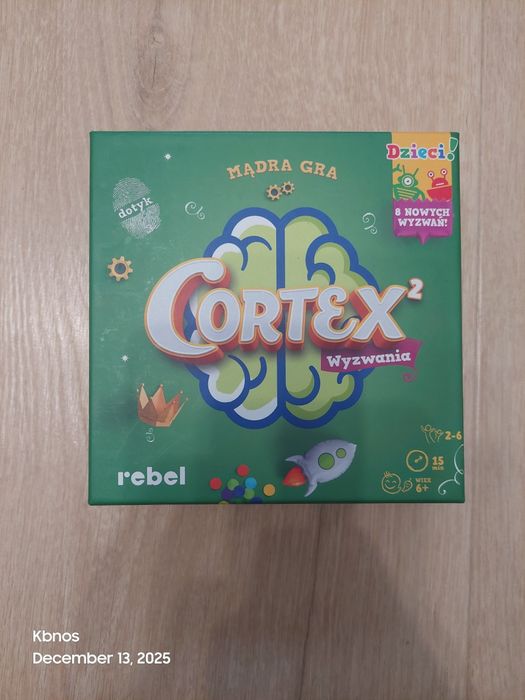 Dzieci!
MĄDRA GRA
dotyk
8 NOWYCH
WYZWAŃ!
CORTEX²
Wyzwania
2-6
15
min
rebel
WIEK
6+
Kbnos
December 13, 2025